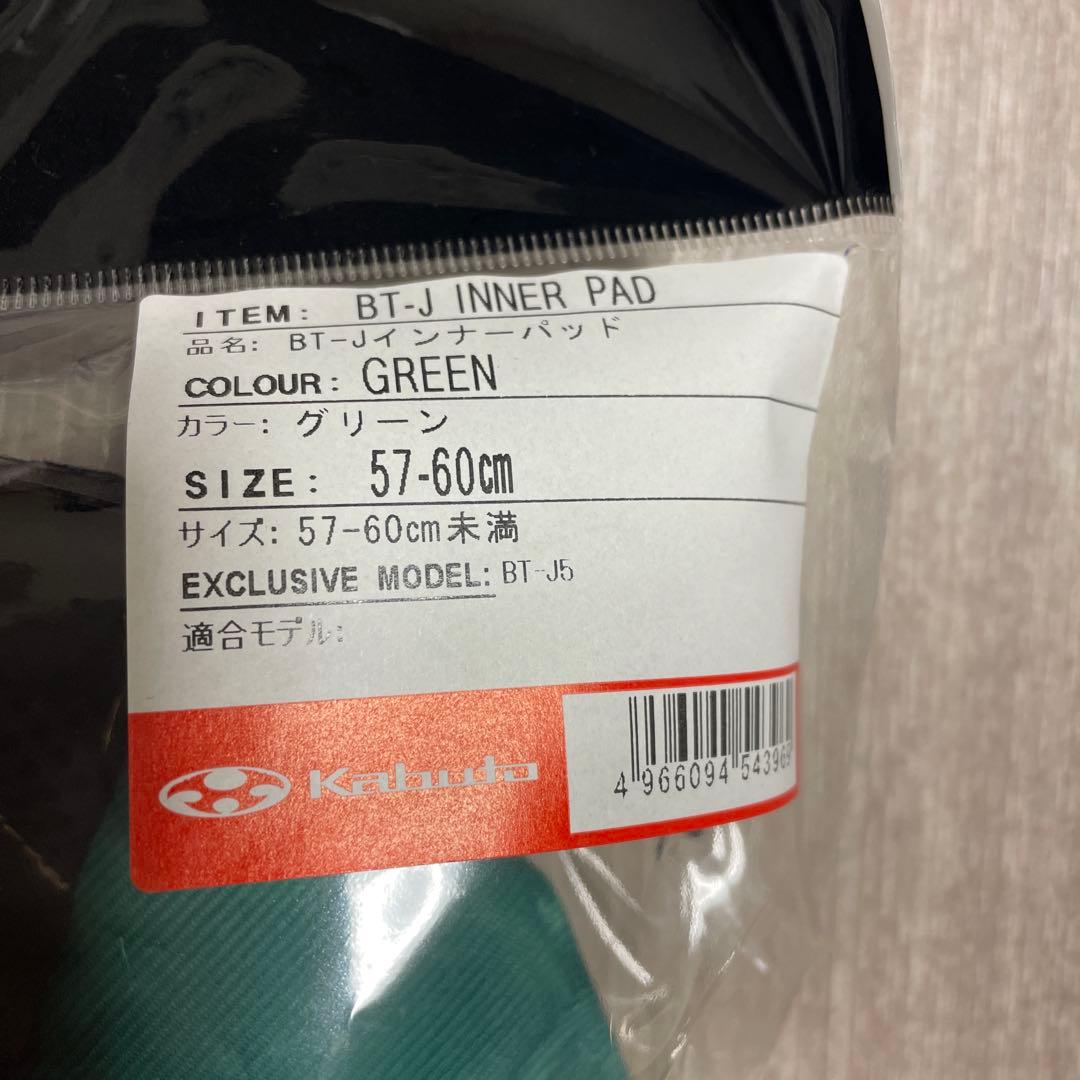 ITEM: BT-J INNER PAD
品名: BT-Jインナーパッド
COLOUR: GREEN
カラー: グリーン
SIZE: 57-60cm
サイズ: 57-60cm未満
EXCLUSIVE MODEL: BT-J5
適合モデル:
Kabuto
4 966094 543969